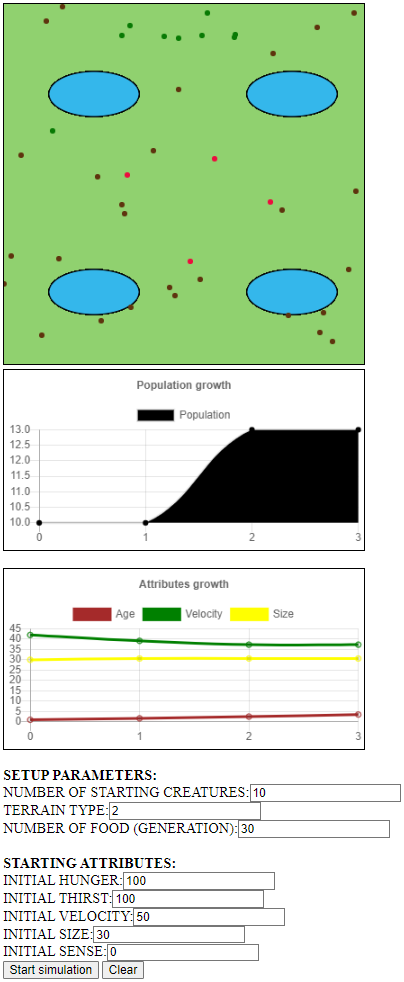 Population growth
Population
13.0
12.5
12.0
11.5
11.0
10.5
10.0
0 1 2 3
Attributes growth
Age Velocity Size
45
40
35
30
25
20
15
10
5
0
0 1 2 3
SETUP PARAMETERS:
NUMBER OF STARTING CREATURES: 10
TERRAIN TYPE: 2
NUMBER OF FOOD (GENERATION): 30
STARTING ATTRIBUTES:
INITIAL HUNGER: 100
INITIAL THIRST: 100
INITIAL VELOCITY: 50
INITIAL SIZE: 30
INITIAL SENSE: 0
Start simulation Clear